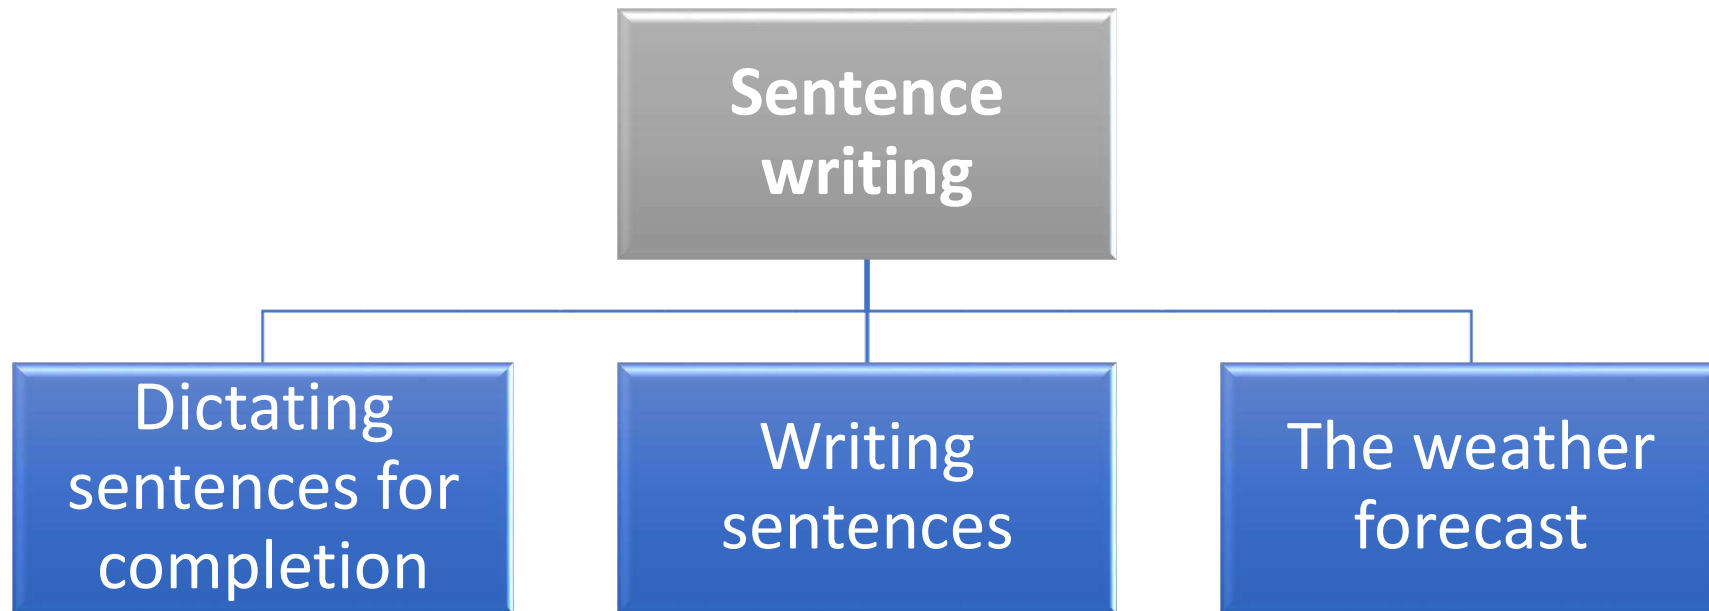 Sentence
writing
Dictating
sentences for
completion
Writing
sentences
The weather
forecast